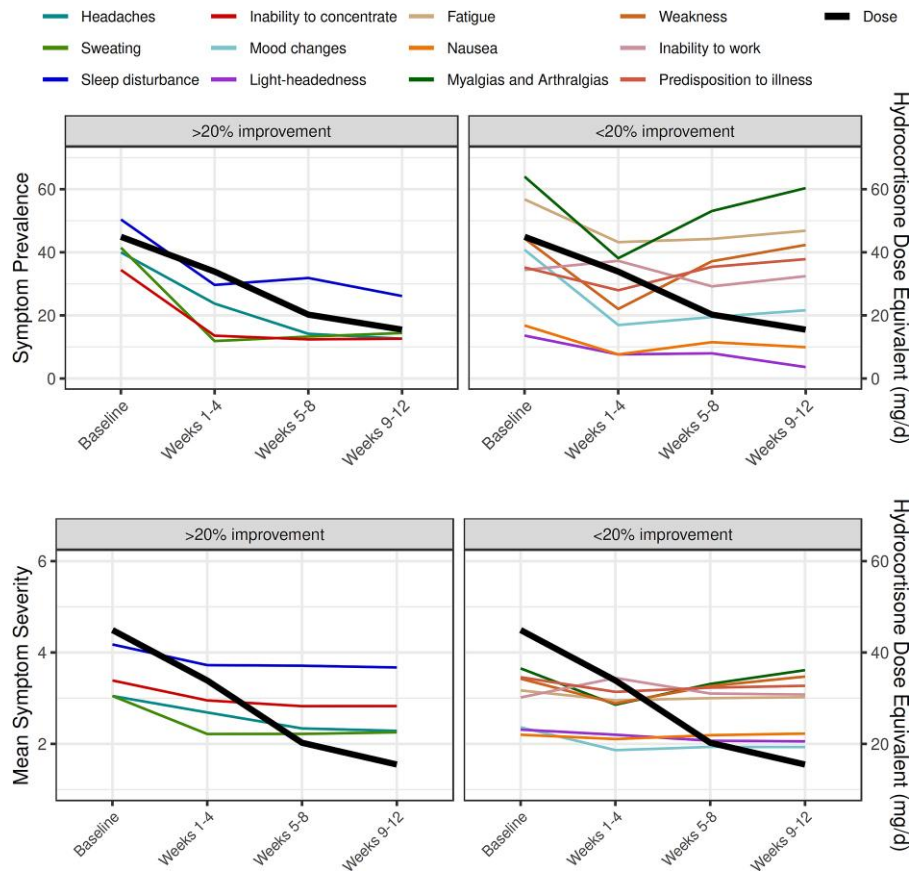 Headaches Inability to concentrate Fatigue Weakness Dose
Sweating Mood changes Nausea Inability to work
Sleep disturbance Light-headedness Myalgias and Arthralgias Predisposition to illness
>20% improvement <20% improvement
Symptom Prevalence
60
40
20
0
60
40
20
0
Hydrocortisone Dose Equivalent (mg/d)
Baseline Weeks 1-4 Weeks 5-8 Weeks 9-12 Baseline Weeks 1-4 Weeks 5-8 Weeks 9-12
>20% improvement <20% improvement
Mean Symptom Severity
6
4
2
60
40
20
Hydrocortisone Dose Equivalent (mg/d)
Baseline Weeks 1-4 Weeks 5-8 Weeks 9-12 Baseline Weeks 1-4 Weeks 5-8 Weeks 9-12